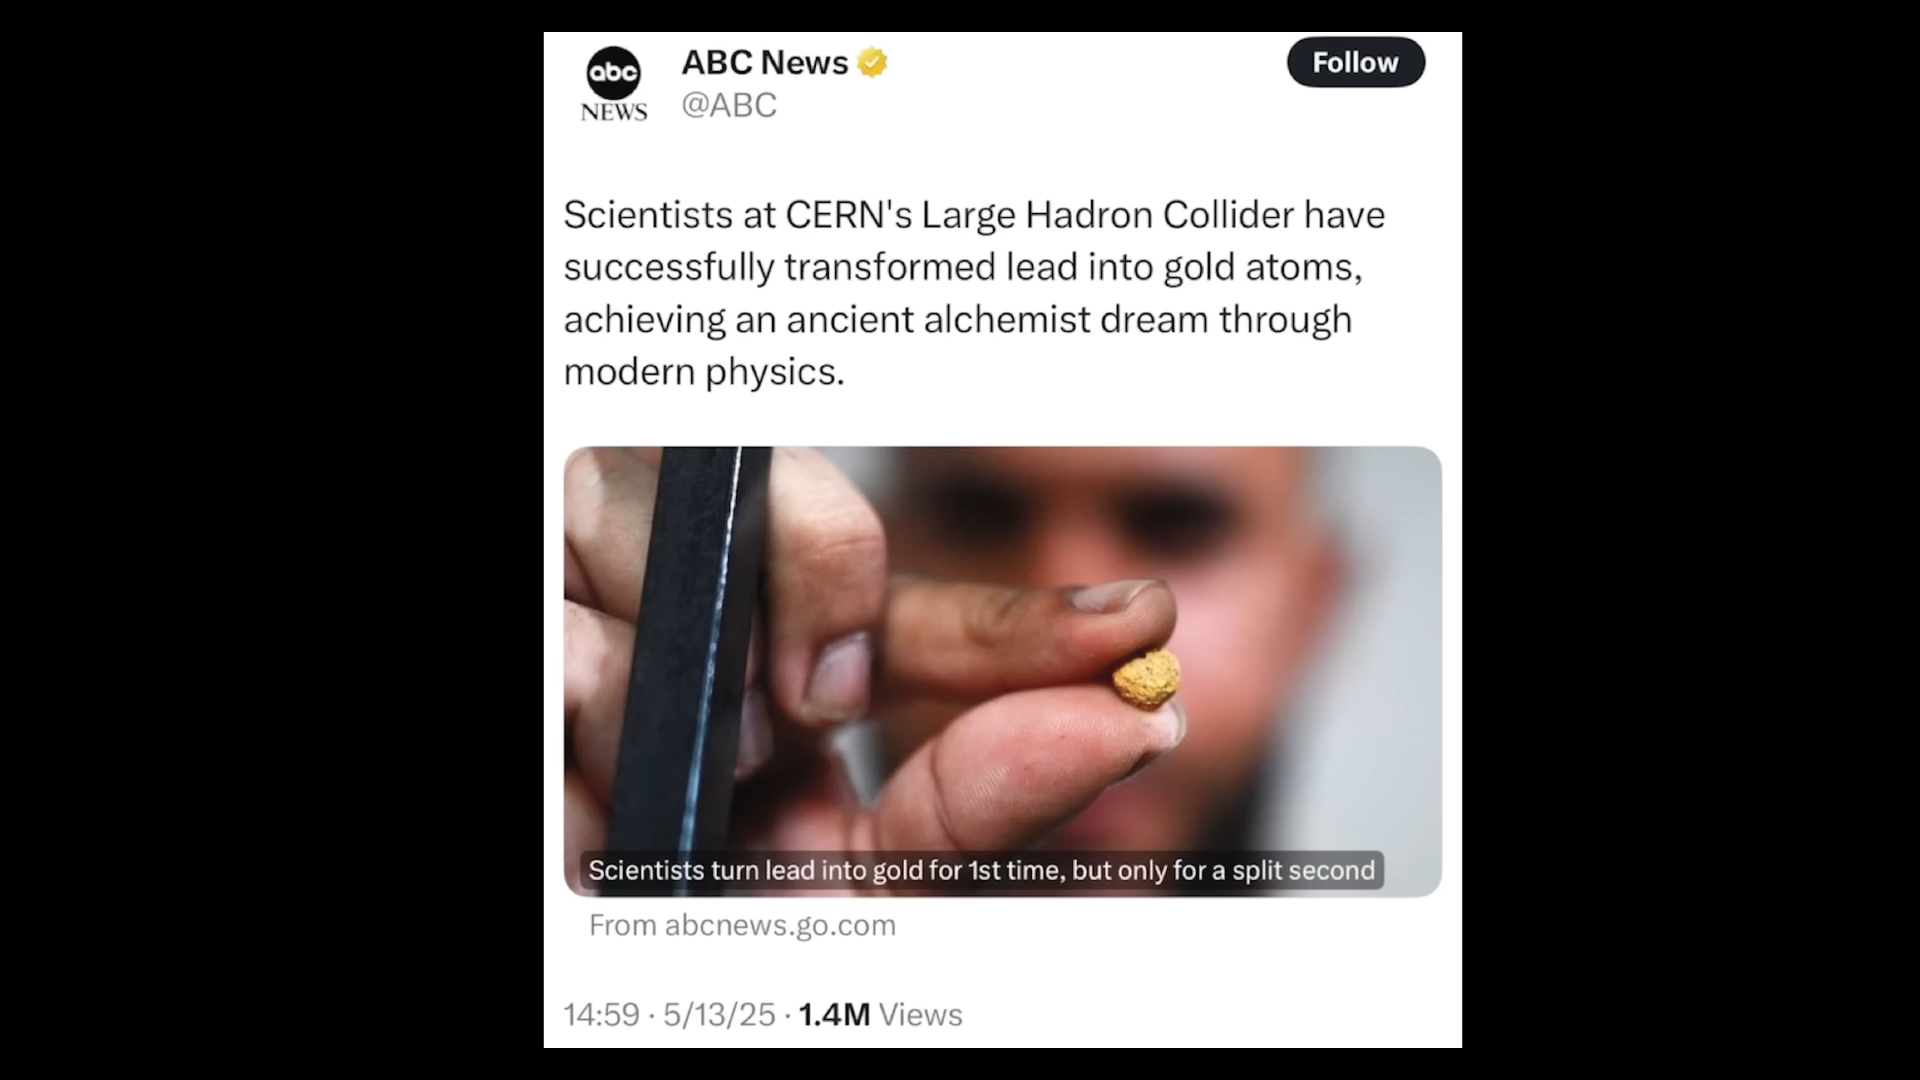 abc
NEWS
ABC News
@ABC
Follow
Scientists at CERN's Large Hadron Collider have
successfully transformed lead into gold atoms,
achieving an ancient alchemist dream through
modern physics.
Scientists turn lead into gold for 1st time, but only for a split second
From abcnews.go.com
14:59 · 5/13/25 · 1.4M Views